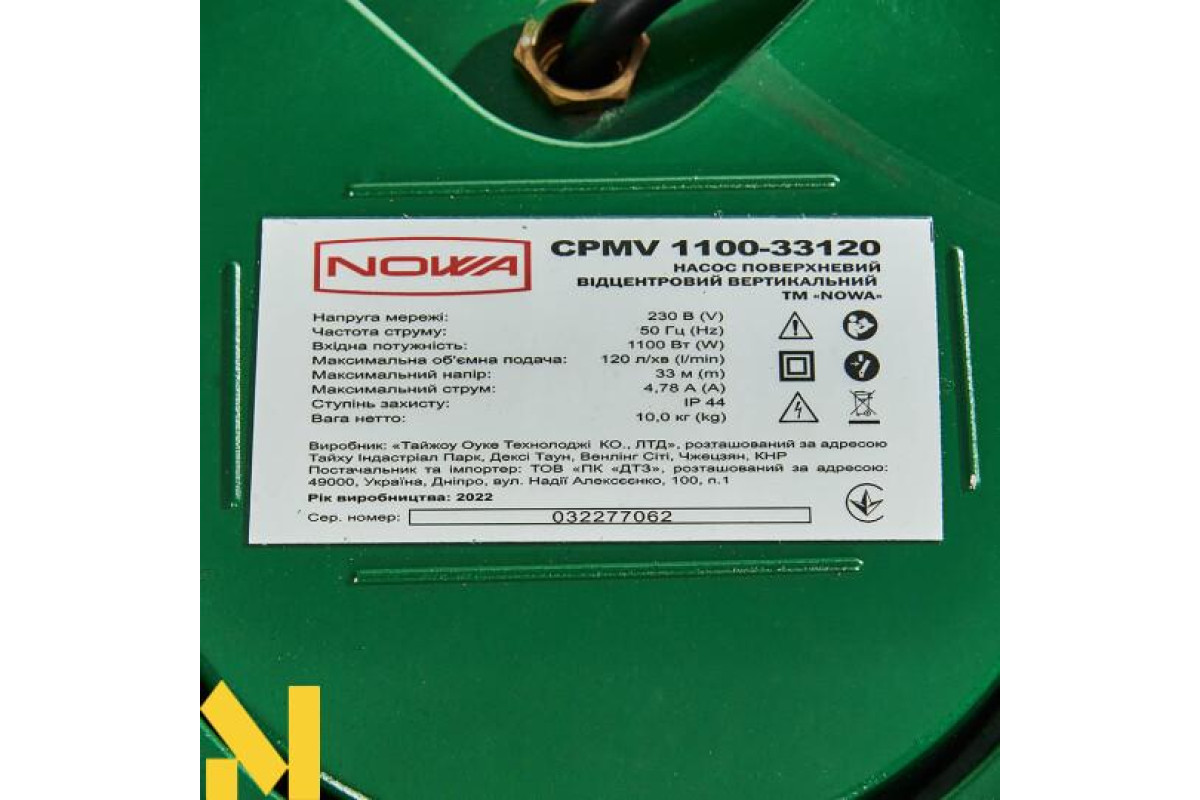 NOWA
CPMV 1100-33120
НАСОС ПОВЕРХНЕВИЙ
ВІДЦЕНТРОВИЙ ВЕРТИКАЛЬНИЙ
ТМ «NOWA»
Напруга мережі: 230 В (V)
Частота струму: 50 Гц (Hz)
Вхідна потужність: 1100 Вт (W)
Максимальна об'ємна подача: 120 л/хв (l/min)
Максимальний напір: 33 м (m)
Максимальний струм: 4,78 А (A)
Ступінь захисту: IP 44
Вага нетто: 10,0 кг (kg)
Виробник: «Тайжоу Оуке Технолоджі КО., ЛТД», розташований за адресою
Тайху Індастріал Парк, Дексі Таун, Венлінг Сіті, Чжецзян, КНР
Постачальник та імпортер: ТОВ «ПК «ДТЗ», розташований за адресою:
49000, Україна, Дніпро, вул. Надії Алексєєнко, 100, п.1
Рік виробництва: 2022
Сер. номер: 032277062